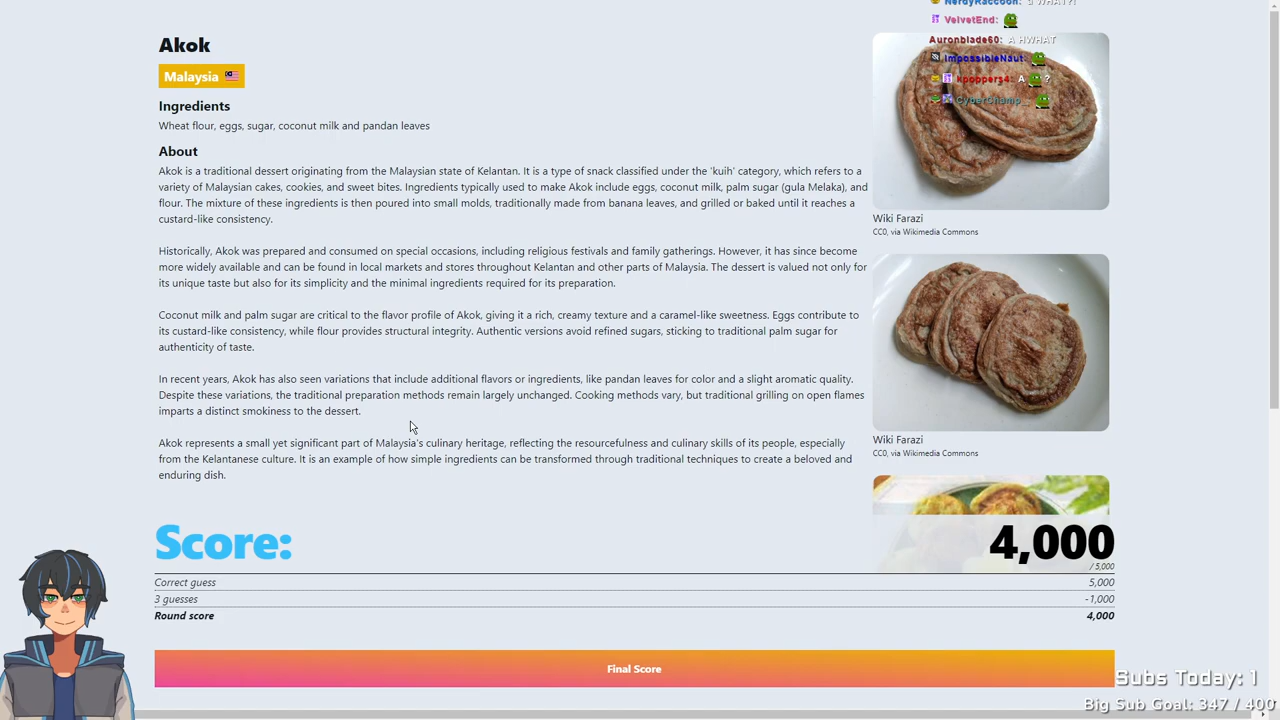 Akok
Malaysia
Ingredients
Wheat flour, eggs, sugar, coconut milk and pandan leaves
About
Akok is a traditional dessert originating from the Malaysian state of Kelantan. It is a type of snack classified under the 'kuih' category, which refers to a
variety of Malaysian cakes, cookies, and sweet bites. Ingredients typically used to make Akok include eggs, coconut milk, palm sugar (gula Melaka), and
flour. The mixture of these ingredients is then poured into small molds, traditionally made from banana leaves, and grilled or baked until it reaches a
custard-like consistency.
Historically, Akok was prepared and consumed on special occasions, including religious festivals and family gatherings. However, it has since become
more widely available and can be found in local markets and stores throughout Kelantan and other parts of Malaysia. The dessert is valued not only for
its unique taste but also for its simplicity and the minimal ingredients required for its preparation.
Coconut milk and palm sugar are critical to the flavor profile of Akok, giving it a rich, creamy texture and a caramel-like sweetness. Eggs contribute to
its custard-like consistency, while flour provides structural integrity. Authentic versions avoid refined sugars, sticking to traditional palm sugar for
authenticity of taste.
In recent years, Akok has also seen variations that include additional flavors or ingredients, like pandan leaves for color and a slight aromatic quality.
Despite these variations, the traditional preparation methods remain largely unchanged. Cooking methods vary, but traditional grilling on open flames
imparts a distinct smokiness to the dessert.
Akok represents a small yet significant part of Malaysia's culinary heritage, reflecting the resourcefulness and culinary skills of its people, especially
from the Kelantanese culture. It is an example of how simple ingredients can be transformed through traditional techniques to create a beloved and
enduring dish.
NerdyRaccoon:
VelvetEnd:
Auronblade60: A HWHAT
ImpossibleNaut:
kpoppers4: A ?
CyberChamp_:
Wiki Farazi
CC0, via Wikimedia Commons
Wiki Farazi
CC0, via Wikimedia Commons
Score: 4,000
/ 5,000
Correct guess 5,000
3 guesses -1,000
Round score 4,000
Final Score
Subs Today: 1
Big Sub Goal: 347 / 400